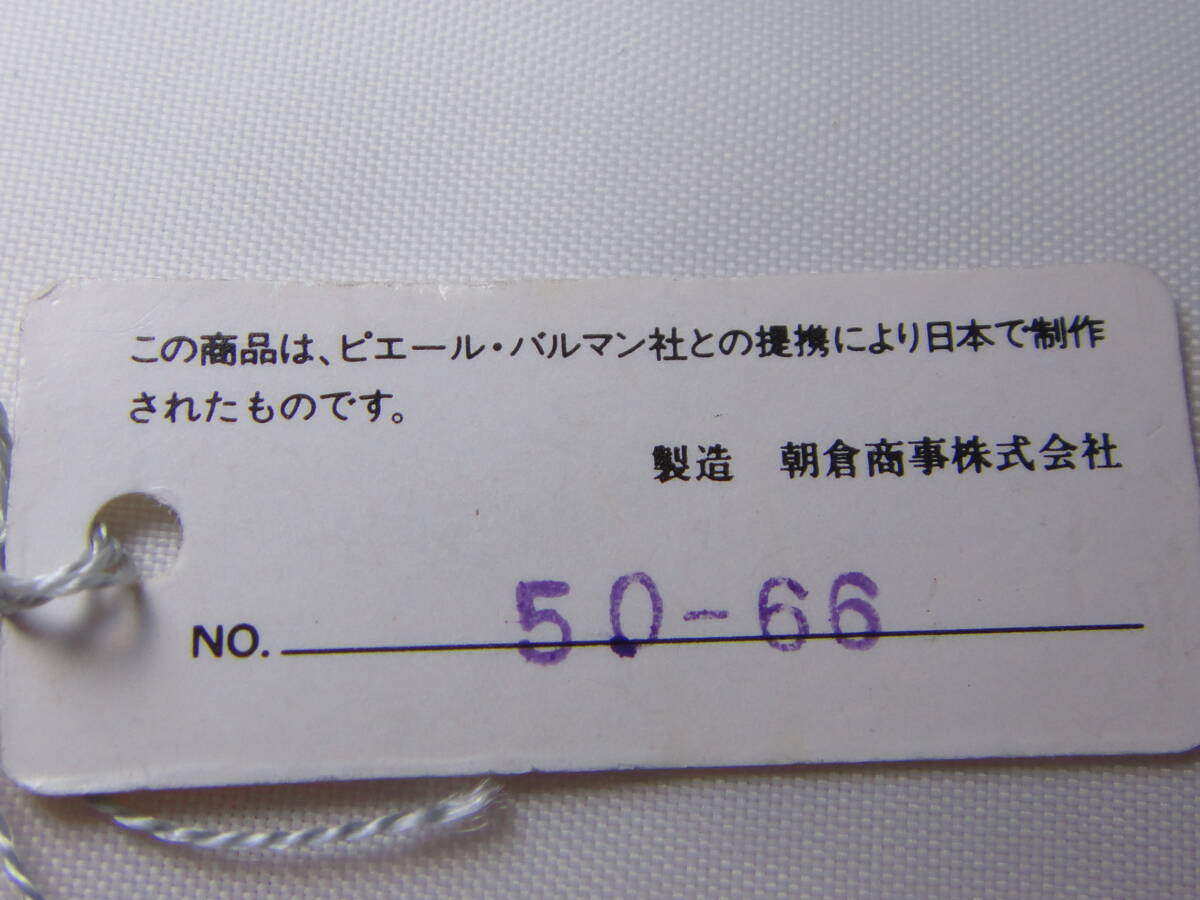 この商品は、ピエール・バルマン社との提携により日本で制作
されたものです。
製造　朝倉商事株式会社
NO. 50-66